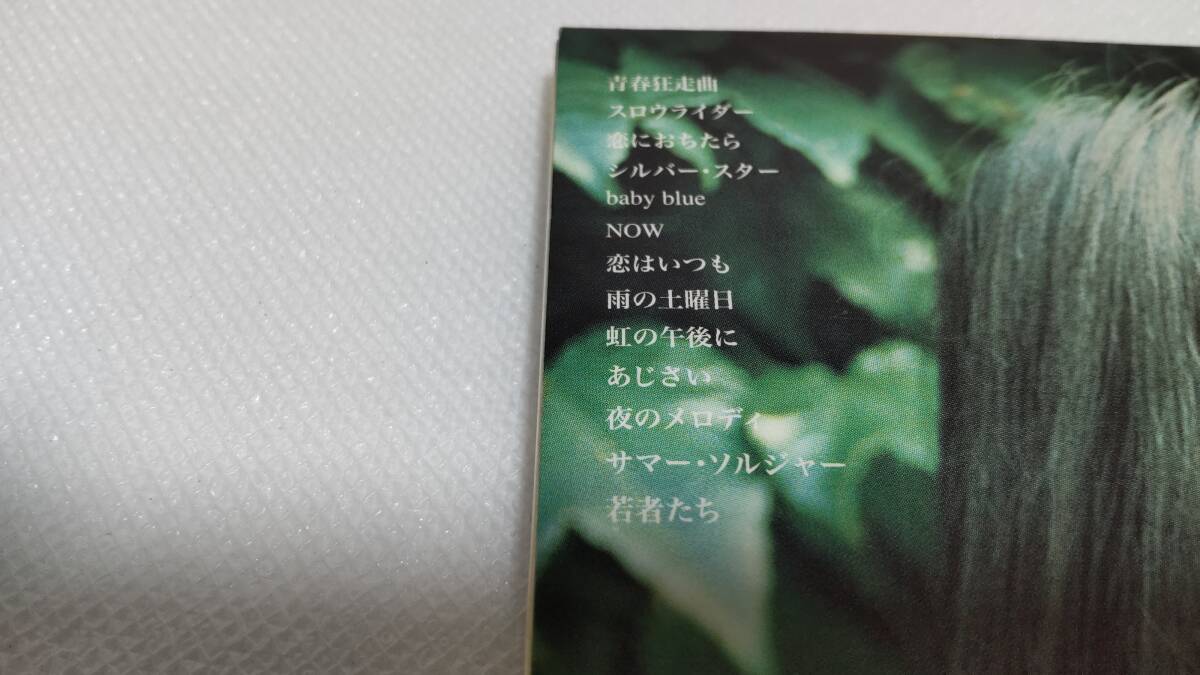 青春狂走曲
スロウライダー
恋におちたら
シルバー・スター
baby blue
NOW
恋はいつも
雨の土曜日
虹の午後に
あじさい
夜のメロディ
サマー・ソルジャー
若者たち